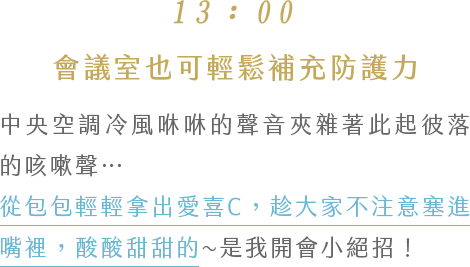 13：00
會議室也可輕鬆補充防護力
中央空調冷風咻咻的聲音夾雜著此起彼落
的咳嗽聲…
從包包輕輕拿出愛喜C，趁大家不注意塞進
嘴裡，酸酸甜甜的~是我開會小絕招！